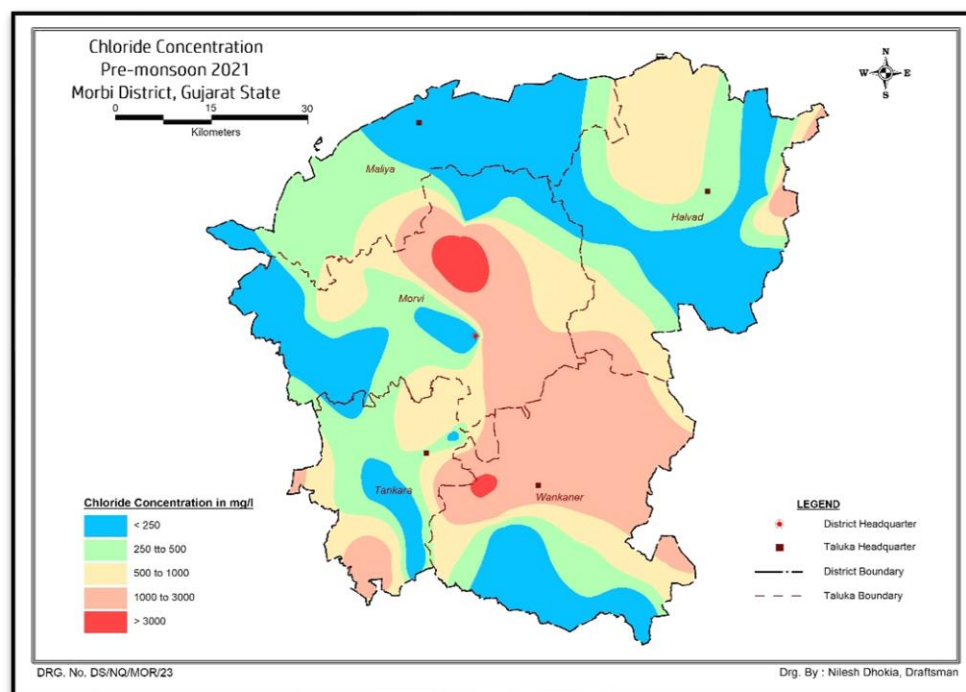 Chloride Concentration
Pre-monsoon 2021
Morbi District, Gujarat State
0 15 30
Kilometers
N
W E
S
Maliya
Halvad
Morvi
Tankara
Wankaner
Chloride Concentration in mg/l
< 250
250 tto 500
500 to 1000
1000 to 3000
> 3000
LEGEND
District Headquarter
Taluka Headquarter
District Boundary
Taluka Boundary
DRG. No. DS/NQ/MOR/23
Drg. By : Nilesh Dhokia, Draftsman